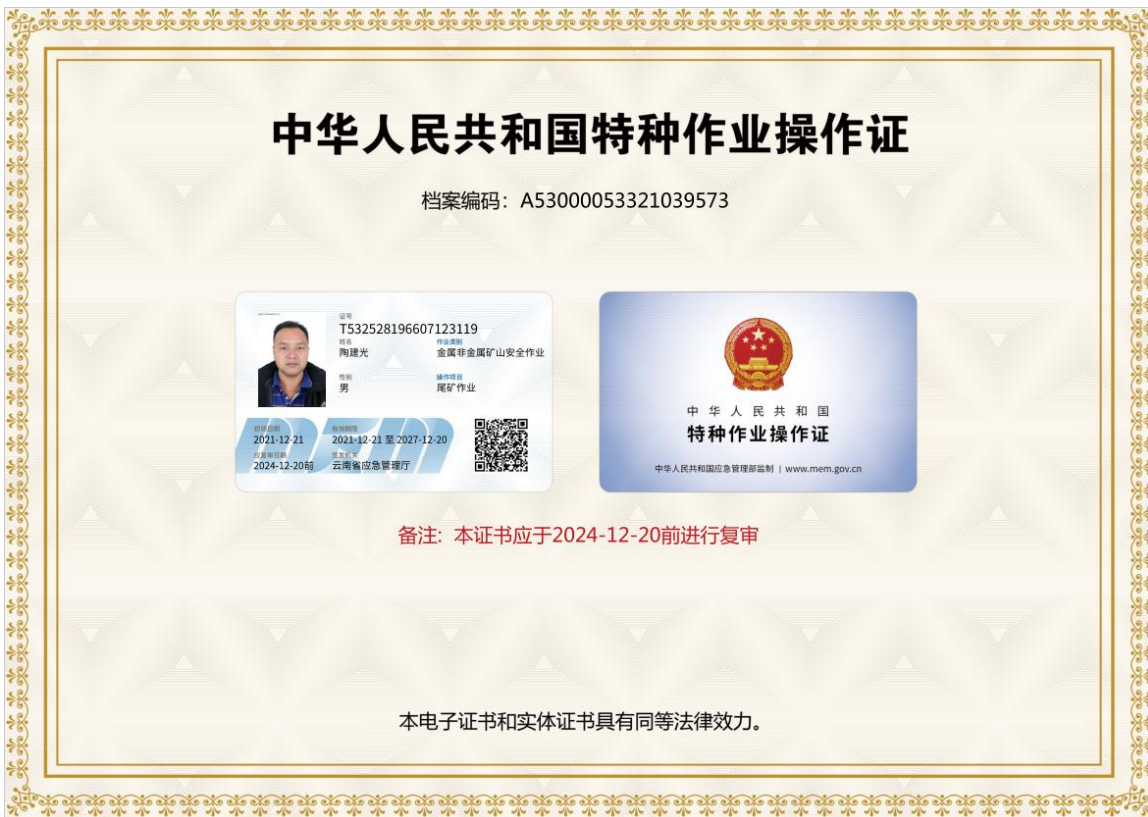 中华人民共和国特种作业操作证
档案编码：A53000053321039573
证号
T532528196607123119
姓名 作业类别
陶建光 金属非金属矿山安全作业
性别 操作项目
男 尾矿作业
初领日期 有效期限
2021-12-21 2021-12-21 至 2027-12-20
应复审日期 签发机关
2024-12-20前 云南省应急管理厅
MEM
中华人民共和国
特种作业操作证
中华人民共和国应急管理部监制 | www.mem.gov.cn
备注：本证书应于2024-12-20前进行复审
本电子证书和实体证书具有同等法律效力。